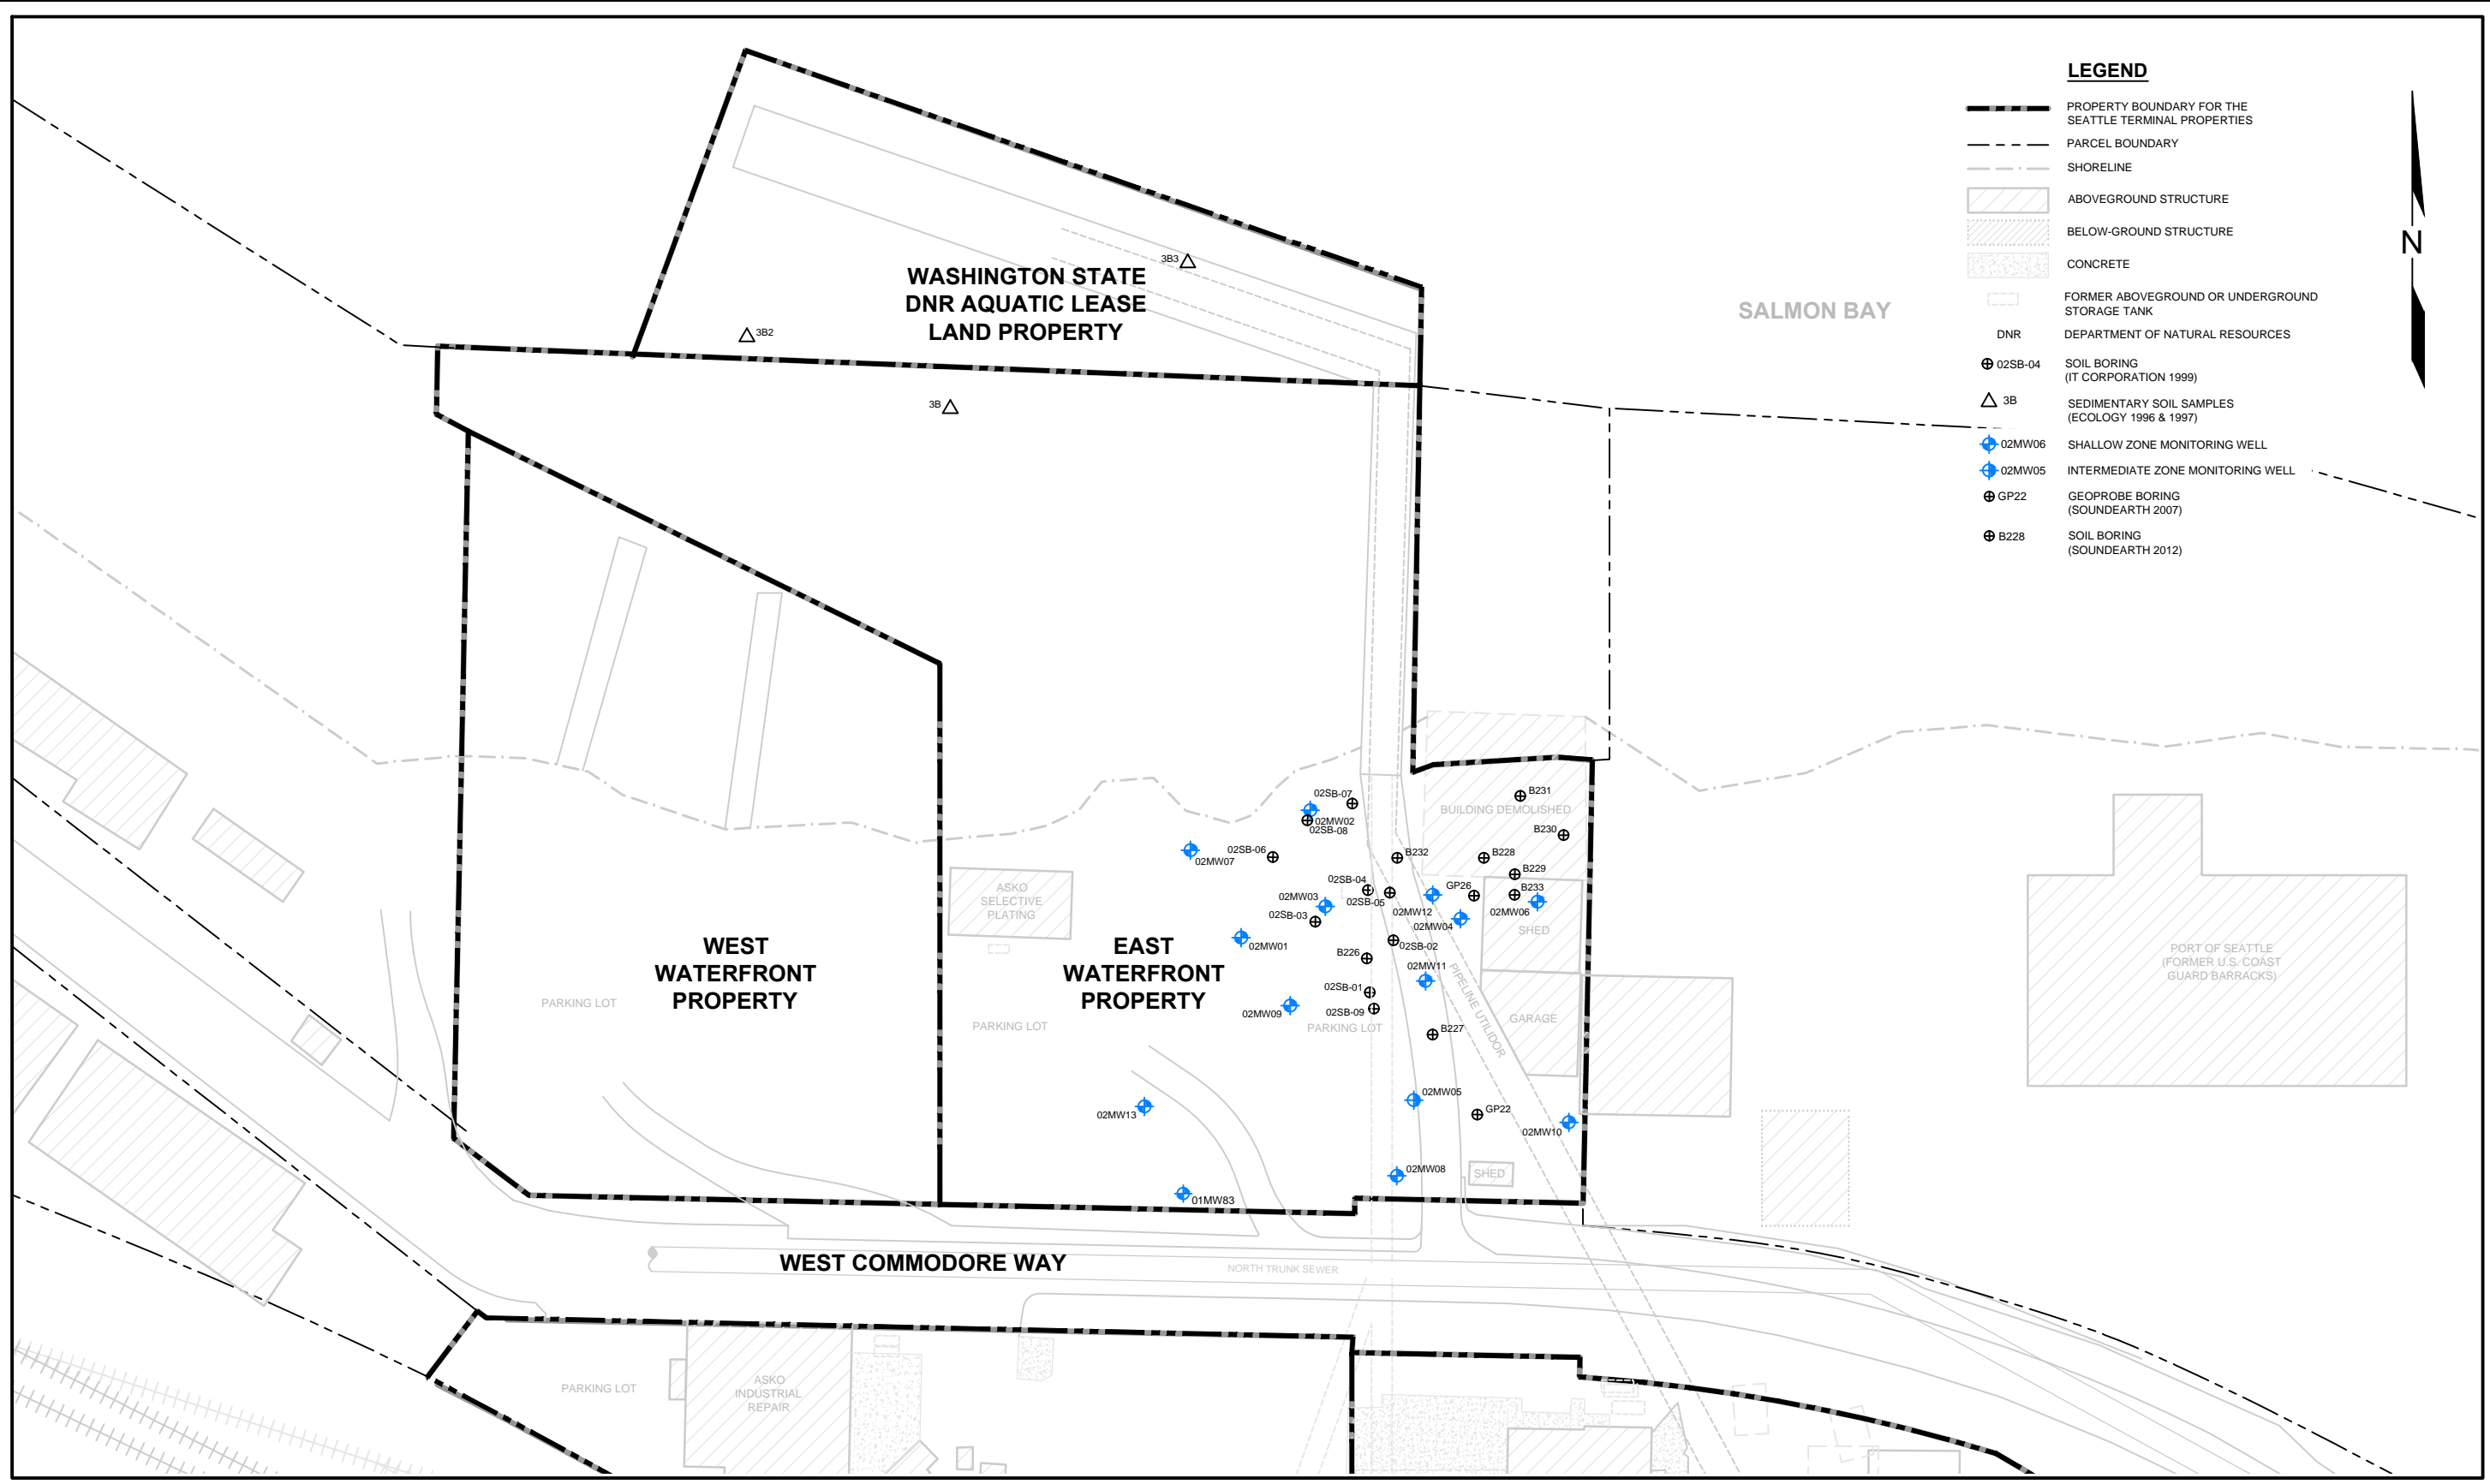 LEGEND
PROPERTY BOUNDARY FOR THE
SEATTLE TERMINAL PROPERTIES
PARCEL BOUNDARY
SHORELINE
ABOVEGROUND STRUCTURE
BELOW-GROUND STRUCTURE
CONCRETE
FORMER ABOVEGROUND OR UNDERGROUND
STORAGE TANK
DNR DEPARTMENT OF NATURAL RESOURCES
02SB-04 SOIL BORING
(IT CORPORATION 1999)
3B SEDIMENTARY SOIL SAMPLES
(ECOLOGY 1996 & 1997)
02MW06 SHALLOW ZONE MONITORING WELL
02MW05 INTERMEDIATE ZONE MONITORING WELL
GP22 GEOPROBE BORING
(SOUNDEARTH 2007)
B228 SOIL BORING
(SOUNDEARTH 2012)
N
SALMON BAY
WASHINGTON STATE
DNR AQUATIC LEASE
LAND PROPERTY
3B3
3B2
3B
02SB-07
02MW02
02SB-08
B231
BUILDING DEMOLISHED
B230
02MW07
02SB-06
B232
B228
B229
ASKO
SELECTIVE
PLATING
02SB-04
02SB-05
GP26
B233
02MW03
02MW12
02MW06
02SB-03
02MW04
SHED
02MW01
02SB-02
WEST
WATERFRONT
PROPERTY
EAST
WATERFRONT
PROPERTY
B226
02MW11
PIPELINE UTILIDOR
PORT OF SEATTLE
(FORMER U.S. COAST
GUARD BARRACKS)
PARKING LOT
02SB-01
02MW09
02SB-09
PARKING LOT
PARKING LOT
GARAGE
B227
02MW05
02MW13
GP22
02MW10
02MW08
SHED
01MW83
WEST COMMODORE WAY
NORTH TRUNK SEWER
PARKING LOT
ASKO
INDUSTRIAL
REPAIR